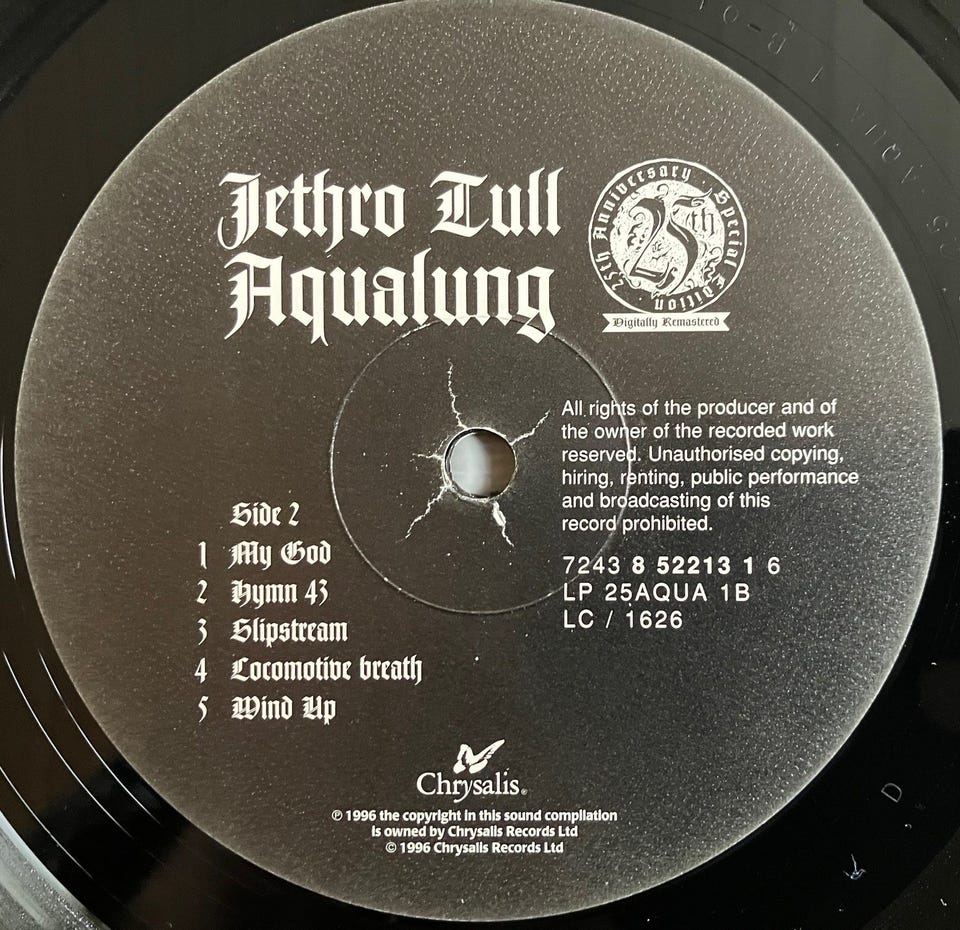 Jethro Tull
Aqualung
25th Anniversary · Special Edition
25th
Digitally Remastered
All rights of the producer and of
the owner of the recorded work
reserved. Unauthorised copying,
hiring, renting, public performance
and broadcasting of this
record prohibited.
7243 8 52213 1 6
LP 25AQUA 1B
LC / 1626
Side 2
1 My God
2 Hymn 43
3 Slipstream
4 Locomotive breath
5 Wind Up
Chrysalis®
℗ 1996 the copyright in this sound compilation
is owned by Chrysalis Records Ltd
© 1996 Chrysalis Records Ltd